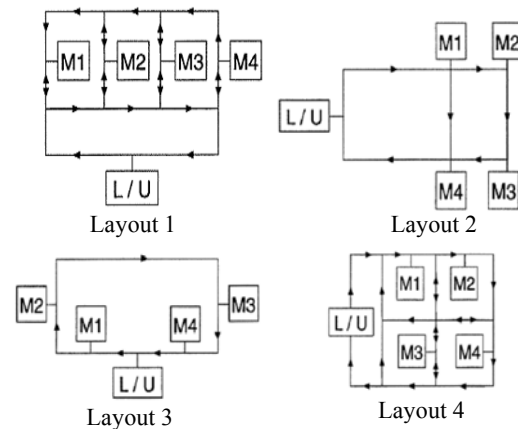 M1 M2 M3 M4
L / U
Layout 1
M1 M2
L / U
M4 M3
Layout 2
M2 M3
M1 M4
L / U
Layout 3
M1 M2
L / U
M3 M4
Layout 4